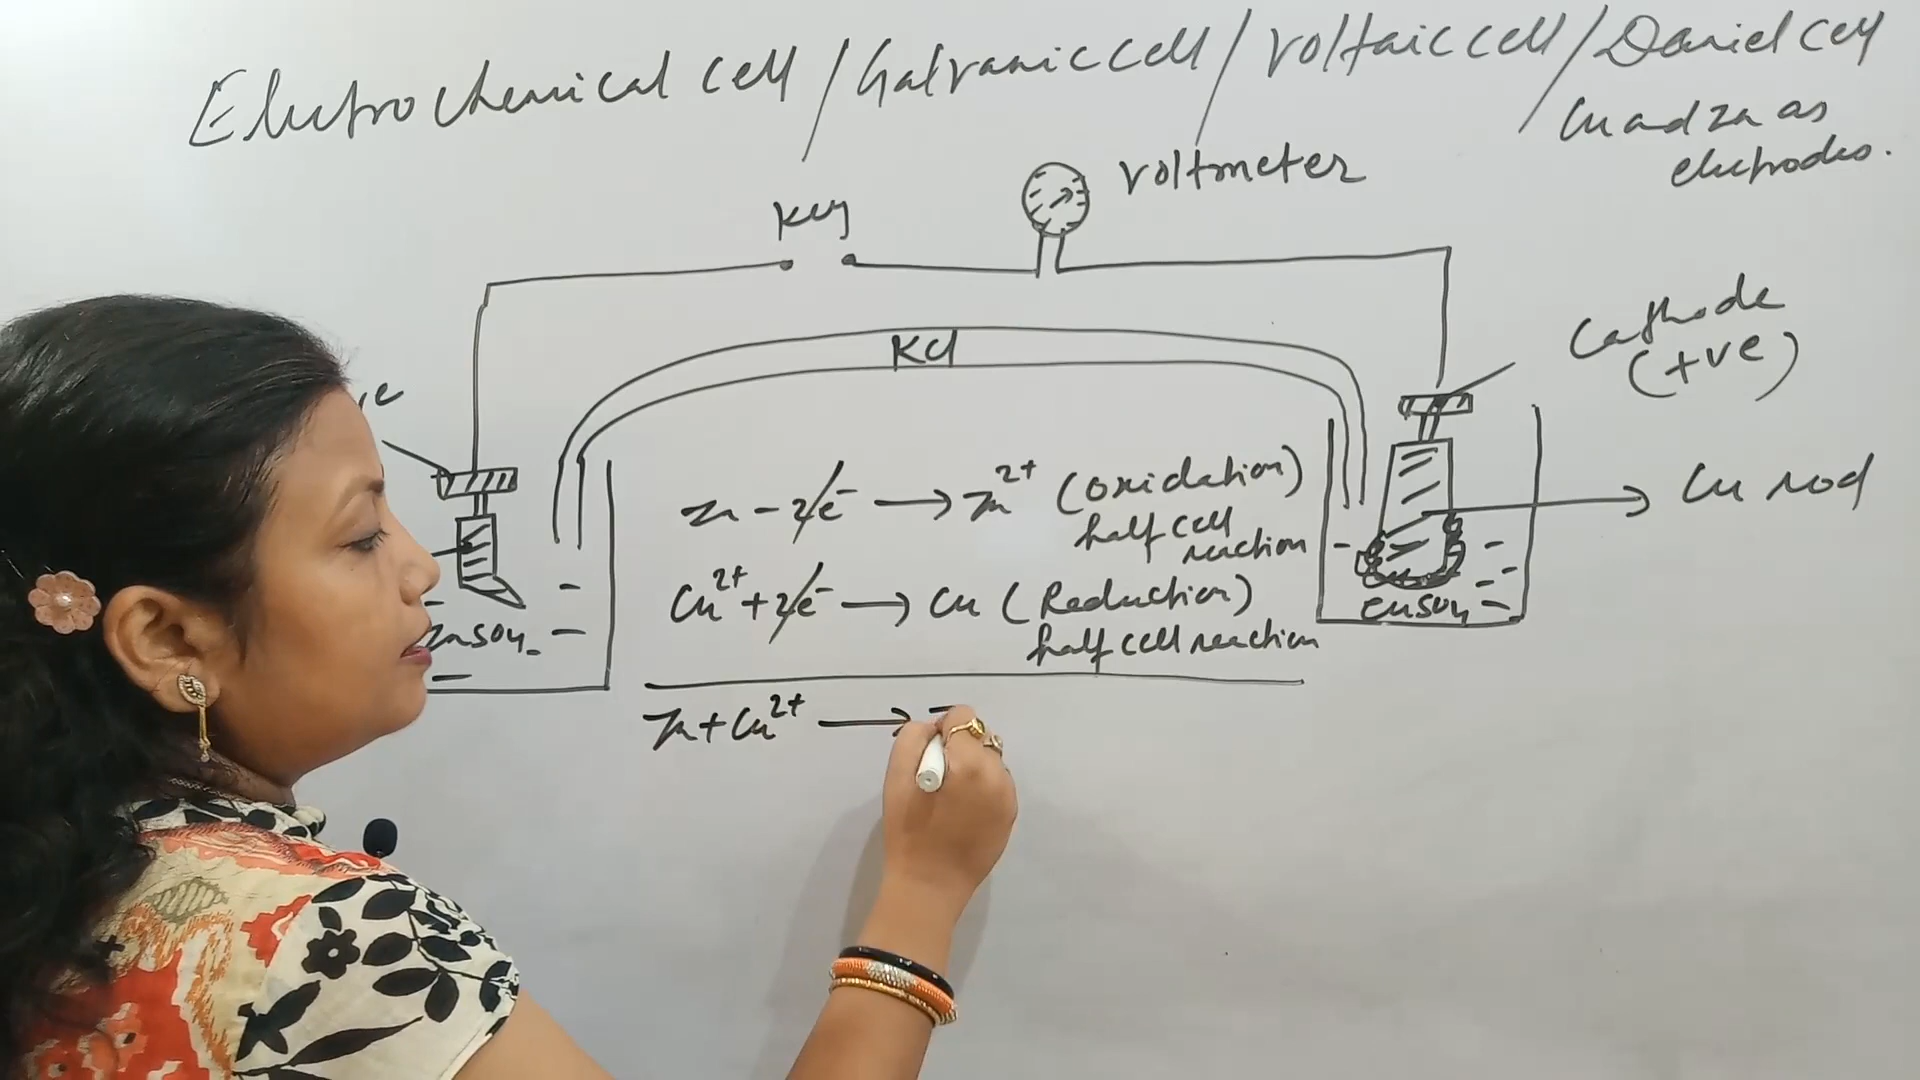 Electrochemical cell / Galvanic cell / Voltaic cell / Daniel cell
Cu and Zn as
electrodes.
Voltmeter
Key
Cathode
(+ve)
KCl
Cu rod
Zn - 2e⁻ → Zn²⁺ (oxidation)
half cell
reaction
Cu²⁺ + 2e⁻ → Cu (Reduction)
half cell reaction
ZnSO4
CuSO4
Zn + Cu²⁺ →